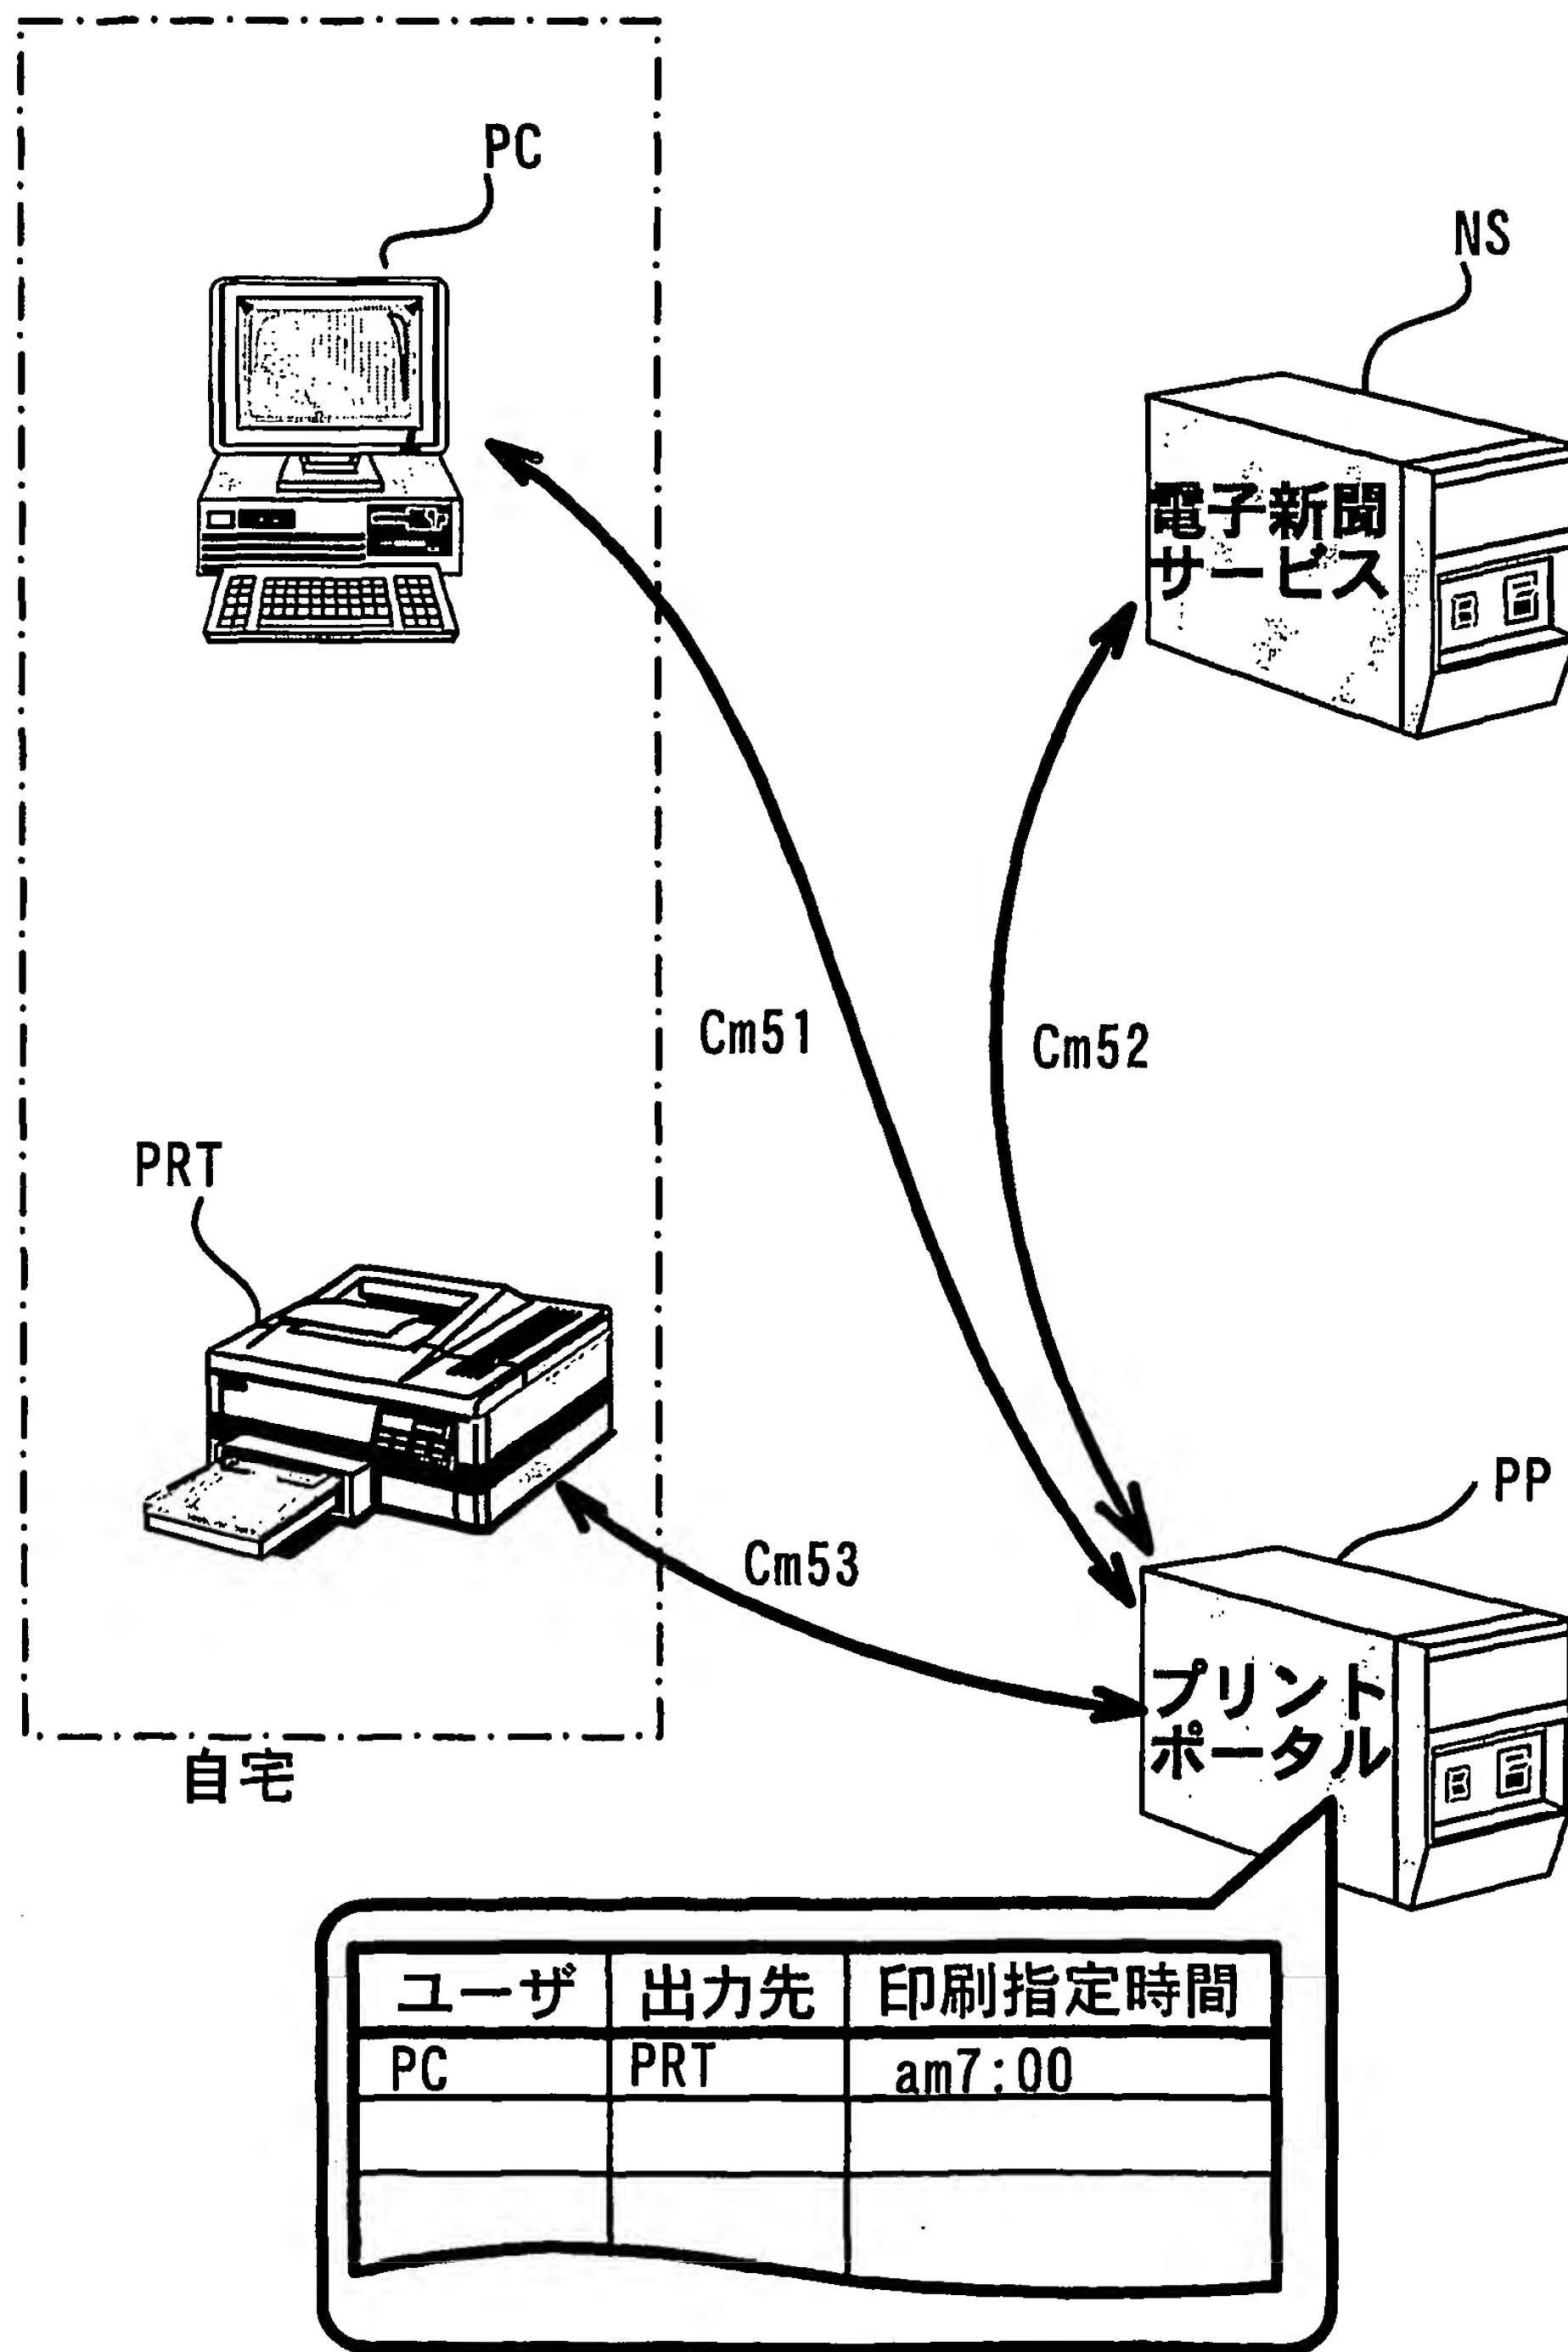 PC
NS
電子新聞
サービス
Cm51
Cm52
PRT
PP
Cm53
プリント
ポータル
自宅
ユーザ 出力先 印刷指定時間
PC PRT am7:00